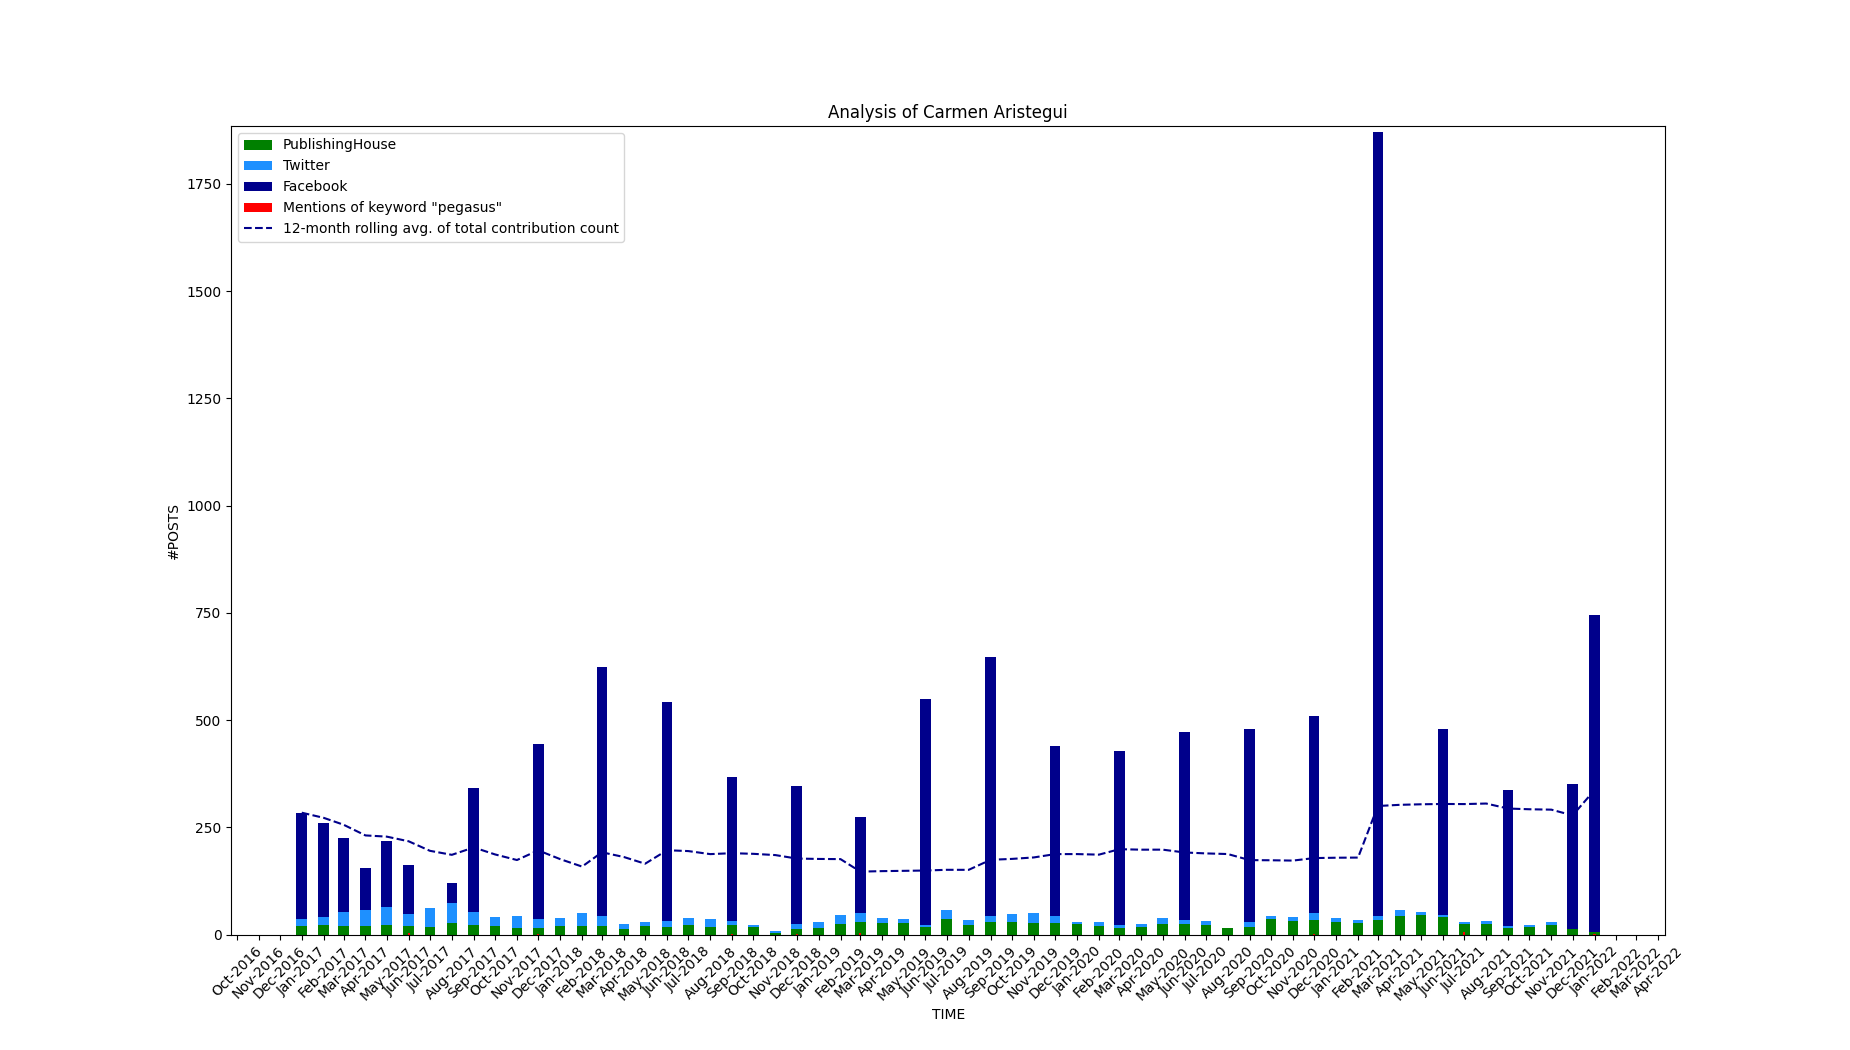 Analysis of Carmen Aristegui
PublishingHouse
Twitter
Facebook
Mentions of keyword "pegasus"
12-month rolling avg. of total contribution count
#POSTS
1750
1500
1250
1000
750
500
250
0
Oct-2016
Nov-2016
Dec-2016
Jan-2017
Feb-2017
Mar-2017
Apr-2017
May-2017
Jun-2017
Jul-2017
Aug-2017
Sep-2017
Oct-2017
Nov-2017
Dec-2017
Jan-2018
Feb-2018
Mar-2018
Apr-2018
May-2018
Jun-2018
Jul-2018
Aug-2018
Sep-2018
Oct-2018
Nov-2018
Dec-2018
Jan-2019
Feb-2019
Mar-2019
Apr-2019
May-2019
Jun-2019
Jul-2019
Aug-2019
Sep-2019
Oct-2019
Nov-2019
Dec-2019
Jan-2020
Feb-2020
Mar-2020
Apr-2020
May-2020
Jun-2020
Jul-2020
Aug-2020
Sep-2020
Oct-2020
Nov-2020
Dec-2020
Jan-2021
Feb-2021
Mar-2021
Apr-2021
May-2021
Jun-2021
Jul-2021
Aug-2021
Sep-2021
Oct-2021
Nov-2021
Dec-2021
Jan-2022
Feb-2022
Mar-2022
Apr-2022
TIME